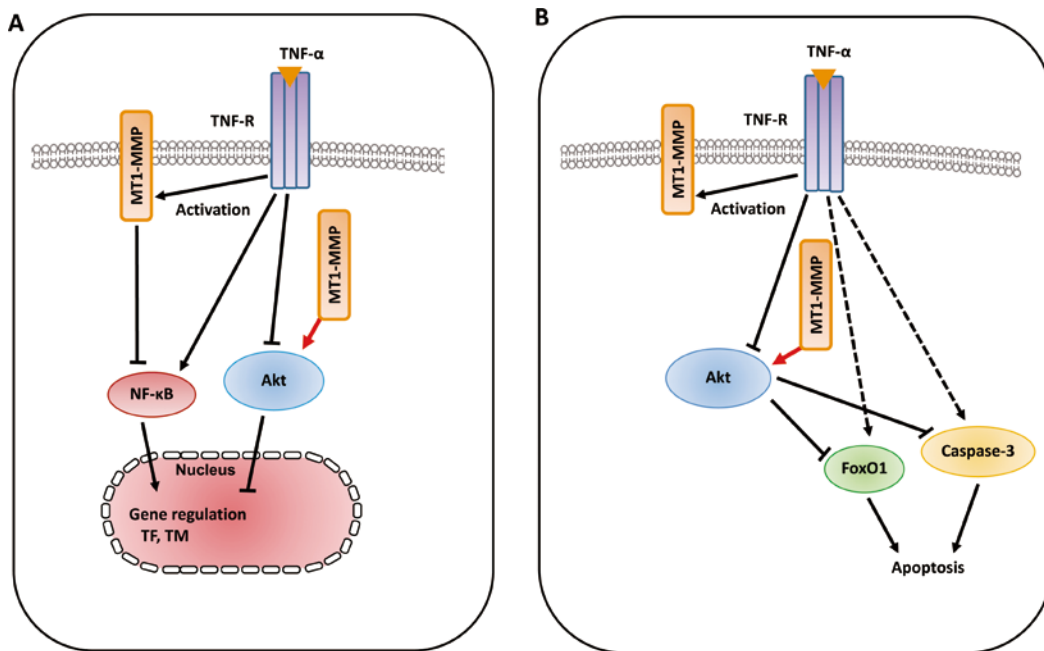 A
TNF-α
TNF-R
MT1-MMP
Activation
MT1-MMP
NF-κB
Akt
Nucleus
Gene regulation
TF, TM
B
TNF-α
TNF-R
MT1-MMP
Activation
MT1-MMP
Akt
FoxO1
Caspase-3
Apoptosis